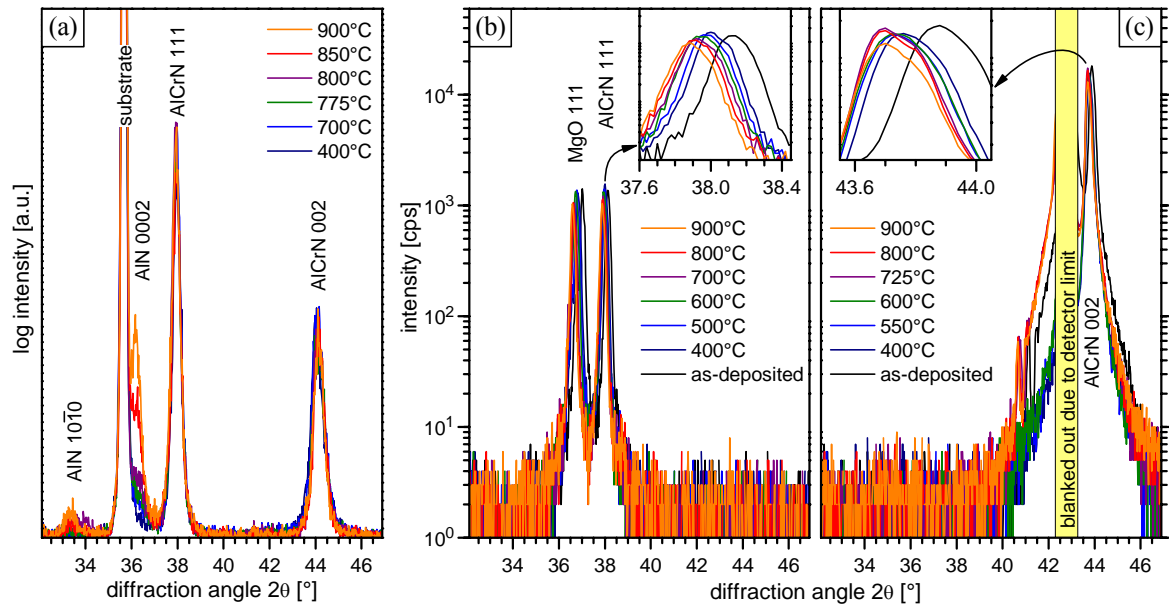 (a)
substrate
AlN 0002
AlCrN 111
AlN 101̅0
AlCrN 002
900°C
850°C
800°C
775°C
700°C
400°C
log intensity [a.u.]
34 36 38 40 42 44 46
diffraction angle 2θ [°]
(b)
MgO 111
AlCrN 111
37.6 38.0 38.4
900°C
800°C
700°C
600°C
500°C
400°C
as-deposited
intensity [cps]
10⁴
10³
10²
10¹
10⁰
34 36 38 40 42 44 46
diffraction angle 2θ [°]
(c)
43.6 44.0
900°C
800°C
725°C
600°C
550°C
400°C
as-deposited
blanked out due to detector limit
AlCrN 002
34 36 38 40 42 44 46
diffraction angle 2θ [°]